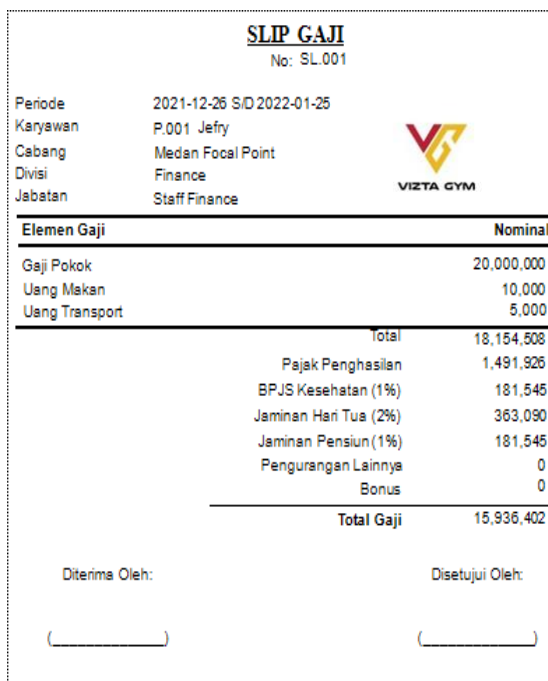 SLIP GAJI
No: SL.001
Periode 2021-12-26 S/D 2022-01-25
Karyawan P.001 Jefry
Cabang Medan Focal Point
Divisi Finance
Jabatan Staff Finance
VIZTA GYM
Elemen Gaji Nominal
Gaji Pokok 20,000,000
Uang Makan 10,000
Uang Transport 5,000
Total 18,154,508
Pajak Penghasilan 1,491,926
BPJS Kesehatan (1%) 181,545
Jaminan Hari Tua (2%) 363,090
Jaminan Pensiun (1%) 181,545
Pengurangan Lainnya 0
Bonus 0
Total Gaji 15,936,402
Diterima Oleh: Disetujui Oleh:
(______________) (______________)